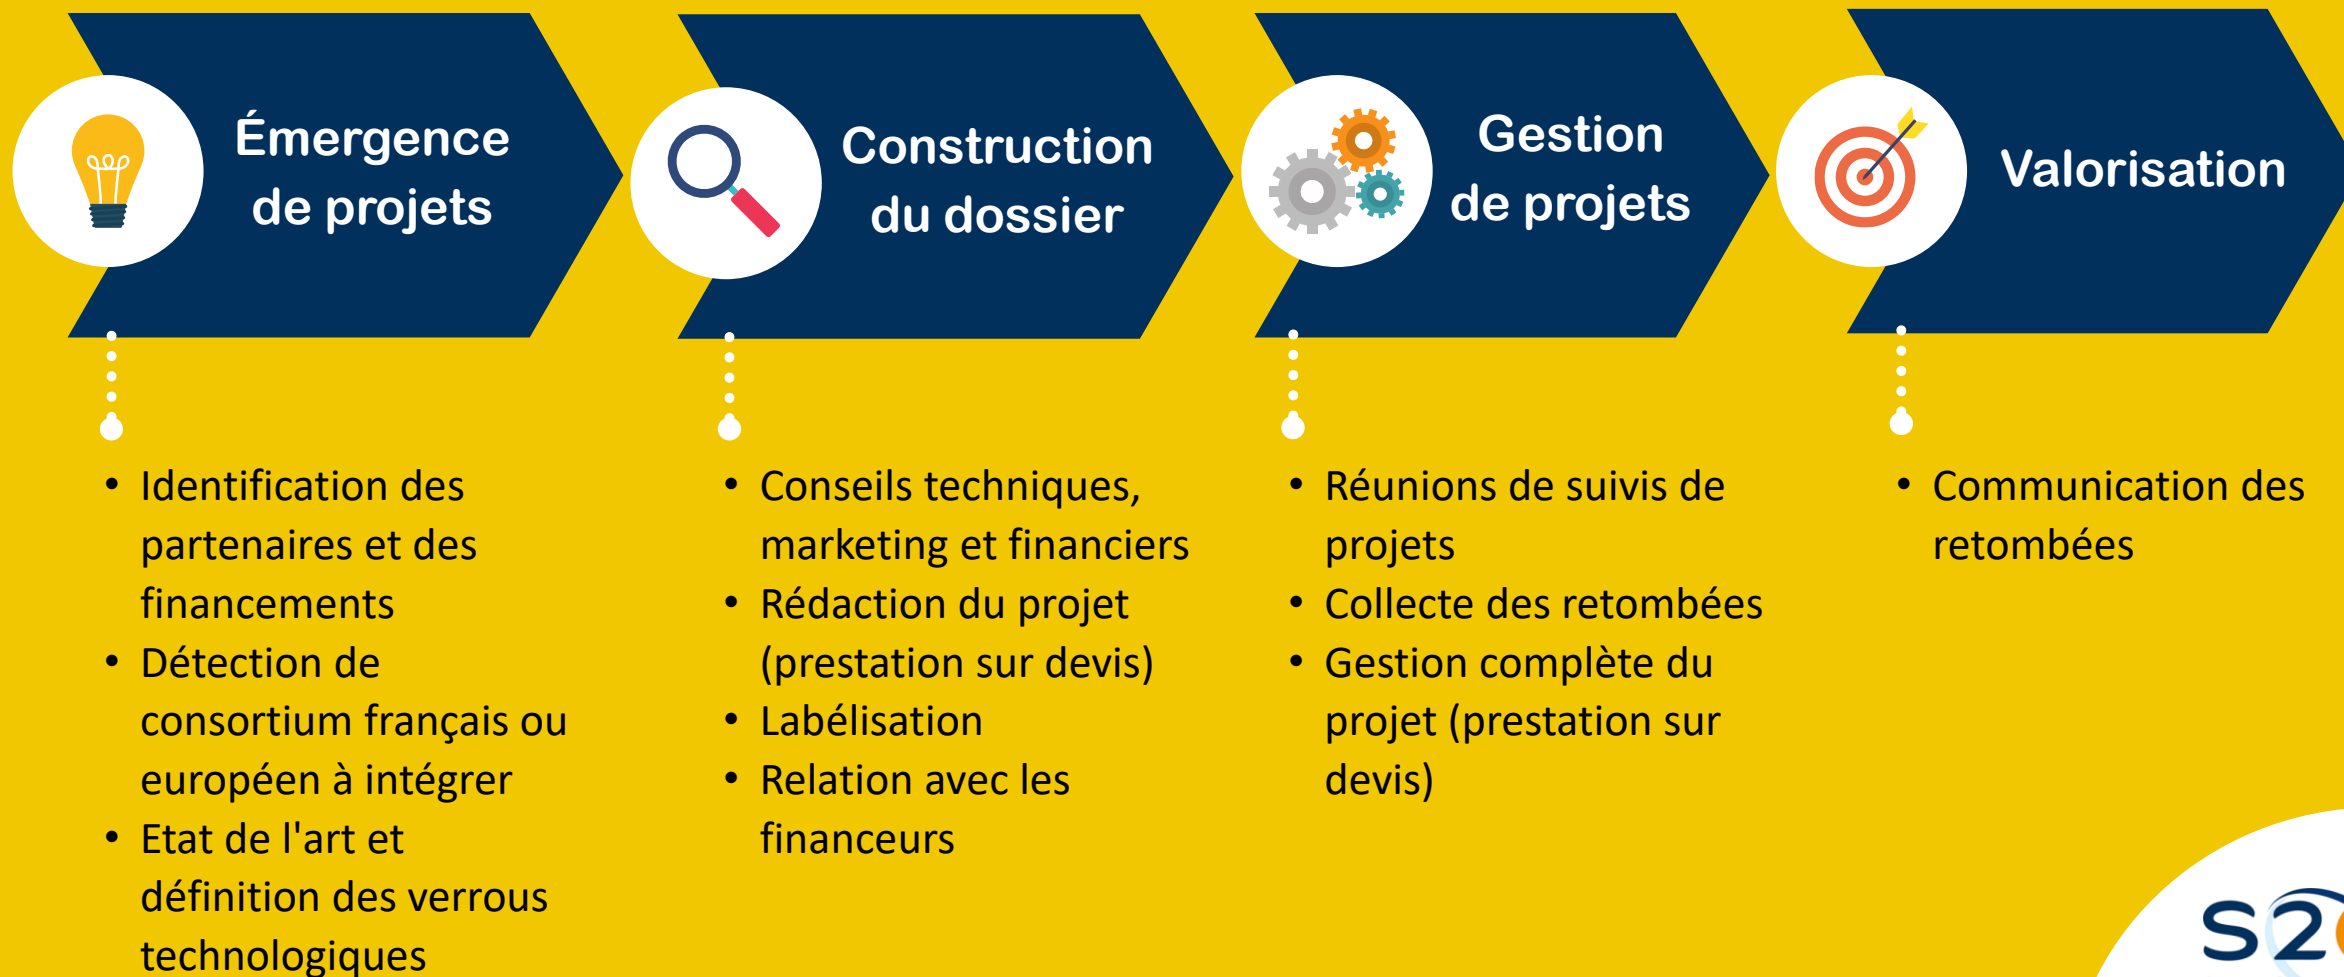 Émergence
de projets
Construction
du dossier
Gestion
de projets
Valorisation
• Identification des
partenaires et des
financements
• Détection de
consortium français ou
européen à intégrer
• Etat de l'art et
définition des verrous
technologiques
• Conseils techniques,
marketing et financiers
• Rédaction du projet
(prestation sur devis)
• Labélisation
• Relation avec les
financeurs
• Réunions de suivis de
projets
• Collecte des retombées
• Gestion complète du
projet (prestation sur
devis)
• Communication des
retombées
S2